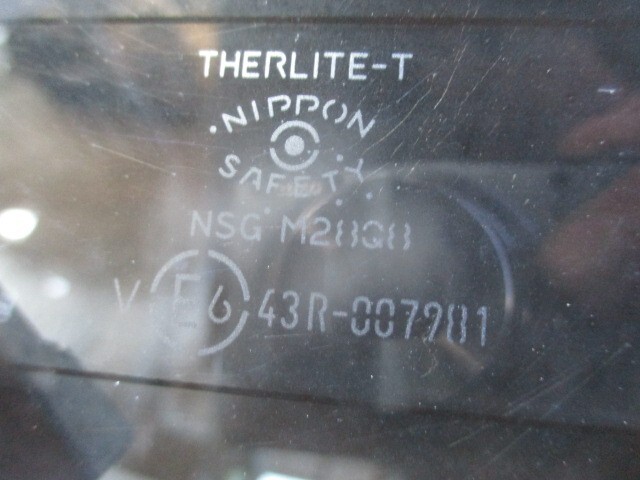 THERLITE-T
NIPPON
SAFETY
NSG M28Q8
V E6 43R-007981